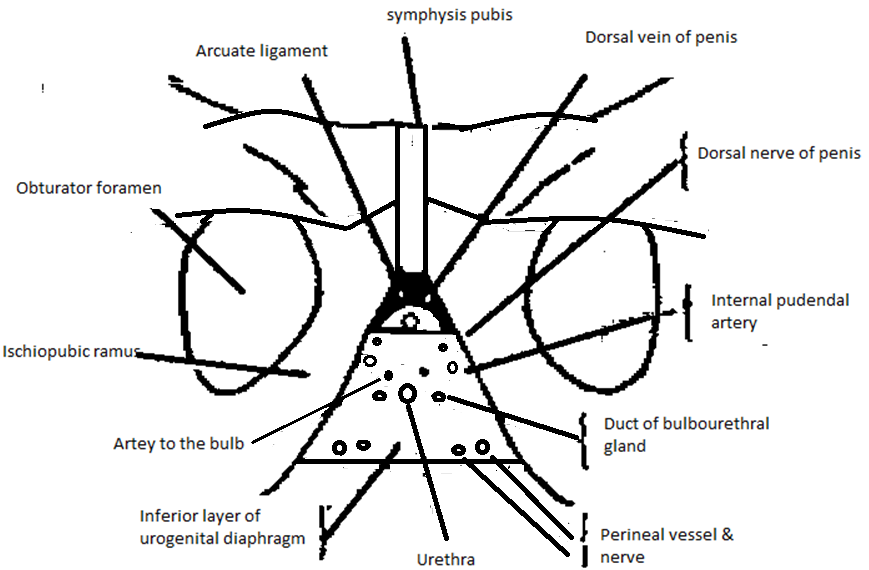 symphysis pubis
Arcuate ligament
Dorsal vein of penis
Dorsal nerve of penis
Obturator foramen
Internal pudendal
artery
Ischiopubic ramus
Duct of bulbourethral
gland
Artey to the bulb
Inferior layer of
urogenital diaphragm
Perineal vessel &
nerve
Urethra